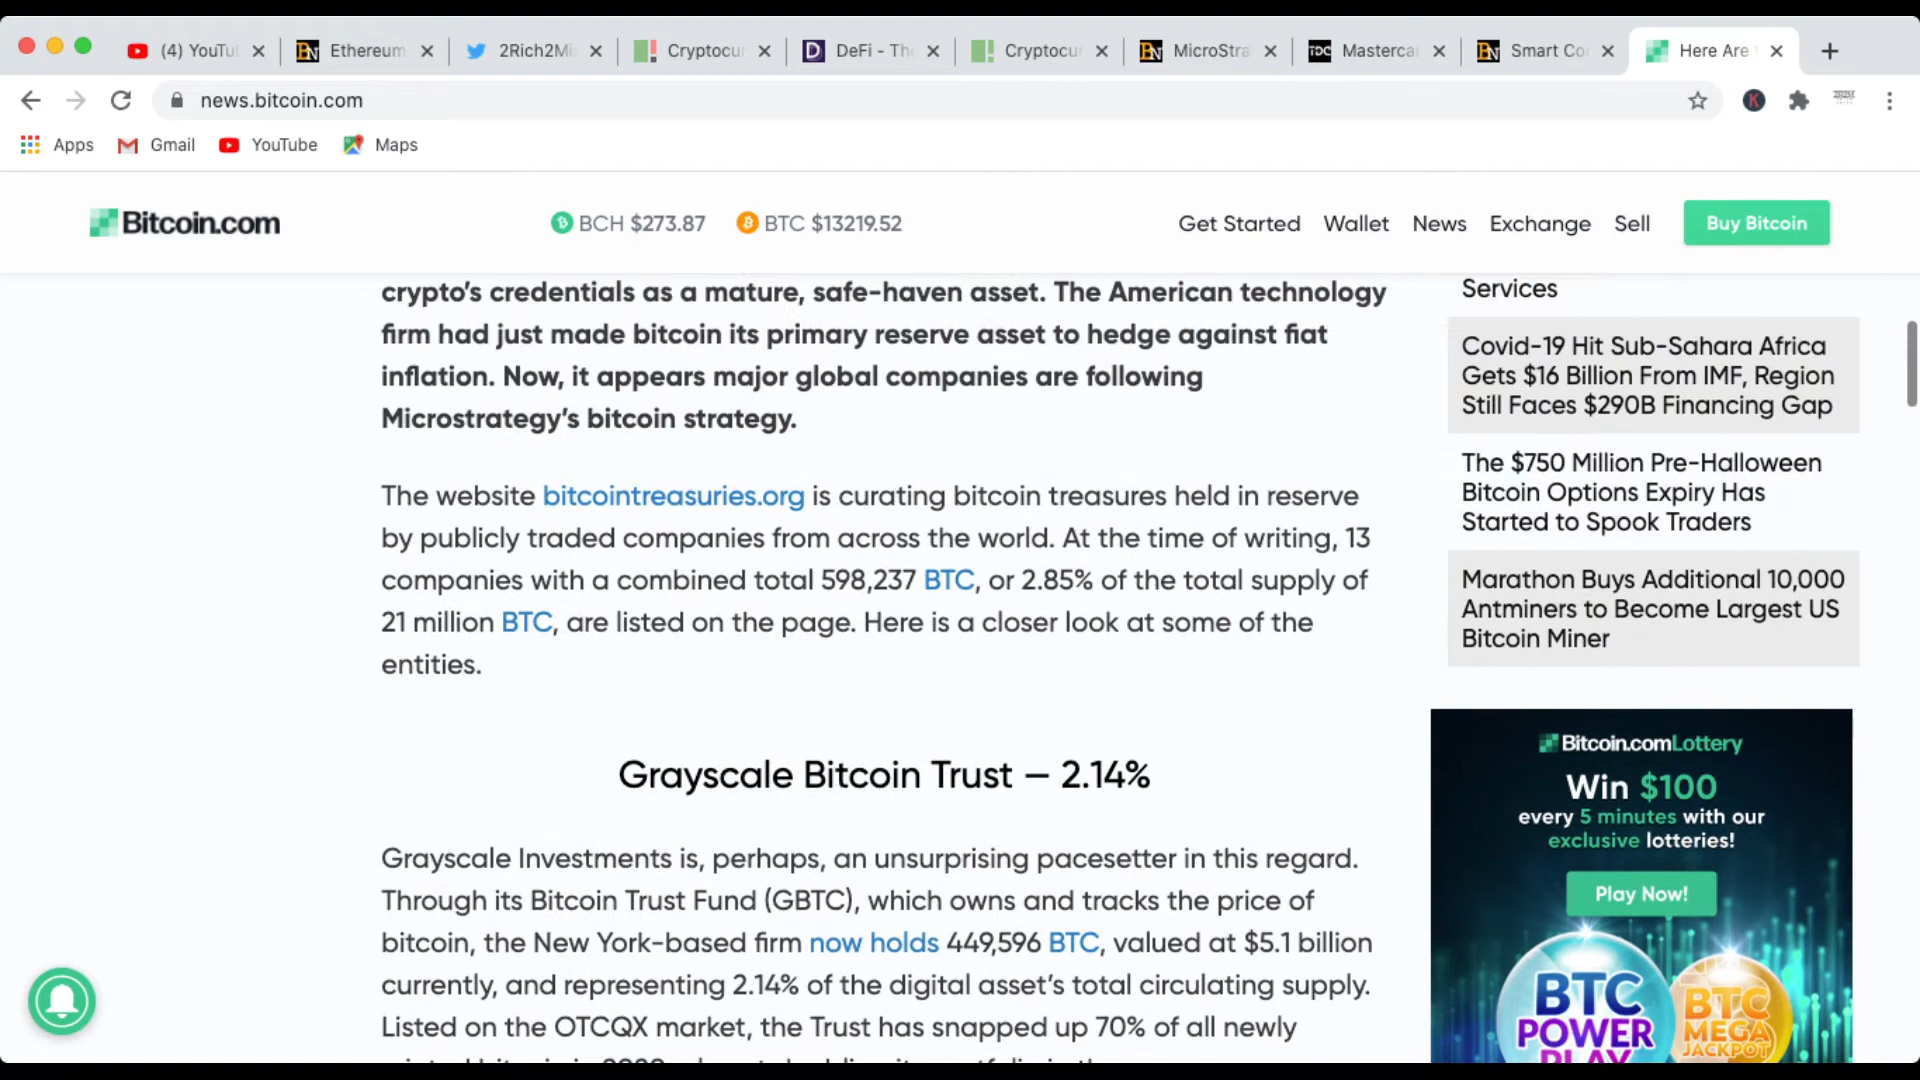 (4) YouTu
Ethereum
2Rich2Mi
Cryptocur
DeFi - The
Cryptocur
MicroStra
TDC Masterca
Smart Co
Here Are
news.bitcoin.com
K
Apps
Gmail
YouTube
Maps
Bitcoin.com
BCH $273.87
BTC $13219.52
Get Started
Wallet
News
Exchange
Sell
Buy Bitcoin
crypto's credentials as a mature, safe-haven asset. The American technology
firm had just made bitcoin its primary reserve asset to hedge against fiat
inflation. Now, it appears major global companies are following
Microstrategy's bitcoin strategy.
The website bitcointreasuries.org is curating bitcoin treasures held in reserve
by publicly traded companies from across the world. At the time of writing, 13
companies with a combined total 598,237 BTC, or 2.85% of the total supply of
21 million BTC, are listed on the page. Here is a closer look at some of the
entities.
Grayscale Bitcoin Trust – 2.14%
Grayscale Investments is, perhaps, an unsurprising pacesetter in this regard.
Through its Bitcoin Trust Fund (GBTC), which owns and tracks the price of
bitcoin, the New York-based firm now holds 449,596 BTC, valued at $5.1 billion
currently, and representing 2.14% of the digital asset's total circulating supply.
Listed on the OTCQX market, the Trust has snapped up 70% of all newly
Services
Covid-19 Hit Sub-Sahara Africa
Gets $16 Billion From IMF, Region
Still Faces $290B Financing Gap
The $750 Million Pre-Halloween
Bitcoin Options Expiry Has
Started to Spook Traders
Marathon Buys Additional 10,000
Antminers to Become Largest US
Bitcoin Miner
Bitcoin.comLottery
Win $100
every 5 minutes with our
exclusive lotteries!
Play Now!
BTC
POWER
PLAY
BTC
MEGA
JACKPOT